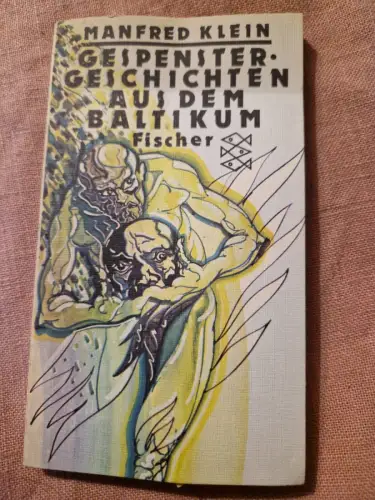 MANFRED KLEIN
GESPENSTER-
GESCHICHTEN
AUS DEM
BALTIKUM
Fischer